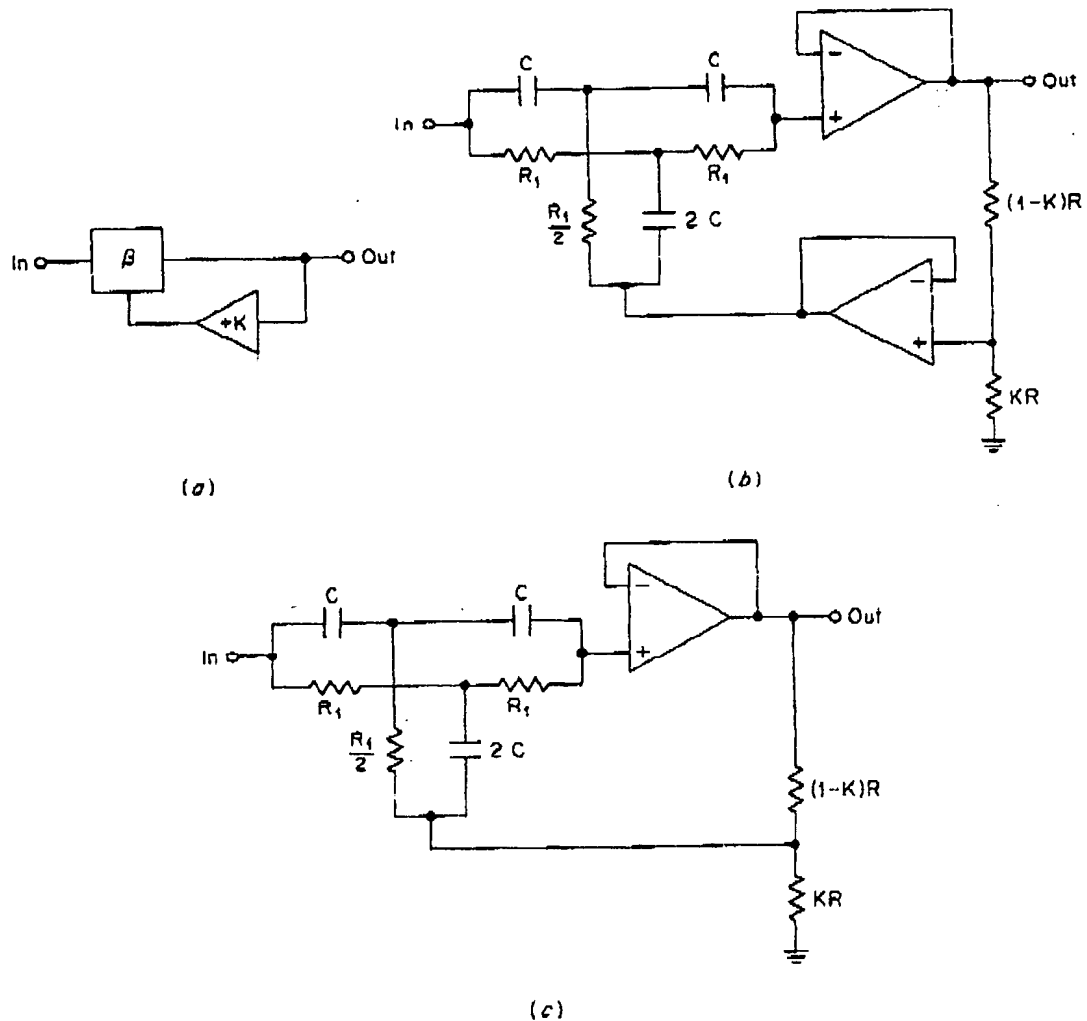 In
β
+K
Out
(a)
In
C
C
R₁
R₁
R₁/2
2 C
−
+
Out
(1-K)R
−
+
KR
(b)
In
C
C
R₁
R₁
R₁/2
2 C
−
+
Out
(1-K)R
KR
(c)